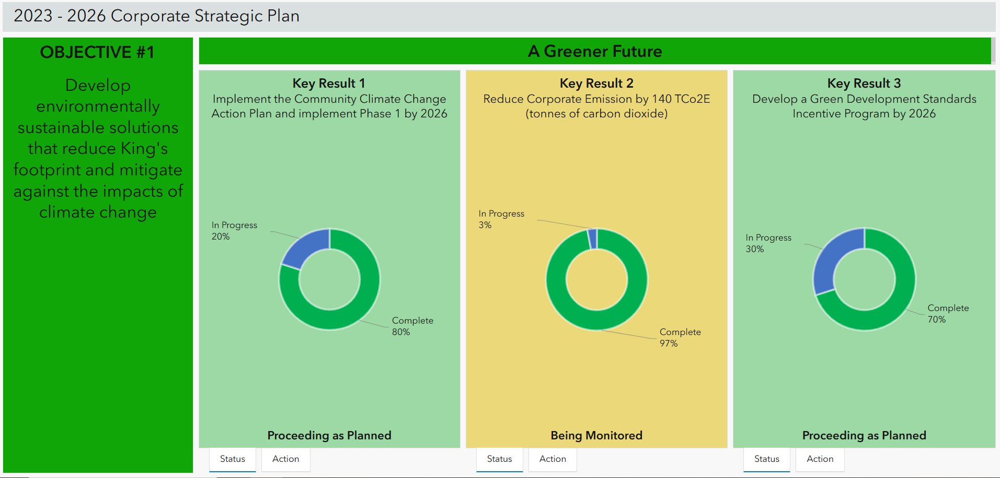 2023 - 2026 Corporate Strategic Plan
OBJECTIVE #1
Develop
environmentally
sustainable solutions
that reduce King's
footprint and mitigate
against the impacts of
climate change
A Greener Future
Key Result 1
Implement the Community Climate Change
Action Plan and implement Phase 1 by 2026
In Progress
20%
Complete
80%
Proceeding as Planned
Status
Action
Key Result 2
Reduce Corporate Emission by 140 TCo2E
(tonnes of carbon dioxide)
In Progress
3%
Complete
97%
Being Monitored
Status
Action
Key Result 3
Develop a Green Development Standards
Incentive Program by 2026
In Progress
30%
Complete
70%
Proceeding as Planned
Status
Action